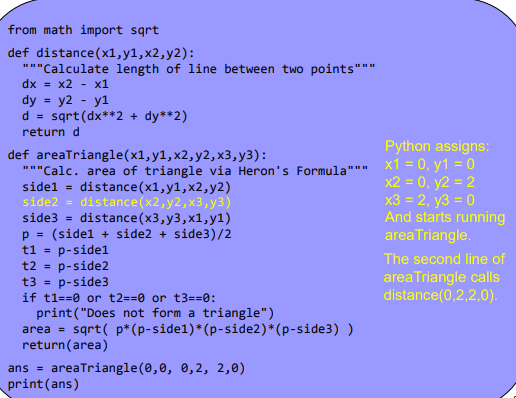 from math import sqrt
def distance(x1,y1,x2,y2):
  """Calculate length of line between two points"""
  dx = x2 - x1
  dy = y2 - y1
  d = sqrt(dx**2 + dy**2)
  return d
def areaTriangle(x1,y1,x2,y2,x3,y3):
  """Calc. area of triangle via Heron's Formula"""
  side1 = distance(x1,y1,x2,y2)
  side2 = distance(x2,y2,x3,y3)
  side3 = distance(x3,y3,x1,y1)
  p = (side1 + side2 + side3)/2
  t1 = p-side1
  t2 = p-side2
  t3 = p-side3
  if t1==0 or t2==0 or t3==0:
    print("Does not form a triangle")
  area = sqrt( p*(p-side1)*(p-side2)*(p-side3) )
  return(area)
ans = areaTriangle(0,0, 0,2, 2,0)
print(ans)
Python assigns:
x1 = 0, y1 = 0
x2 = 0, y2 = 2
x3 = 2, y3 = 0
And starts running
areaTriangle.
The second line of
areaTriangle calls
distance(0,2,2,0).